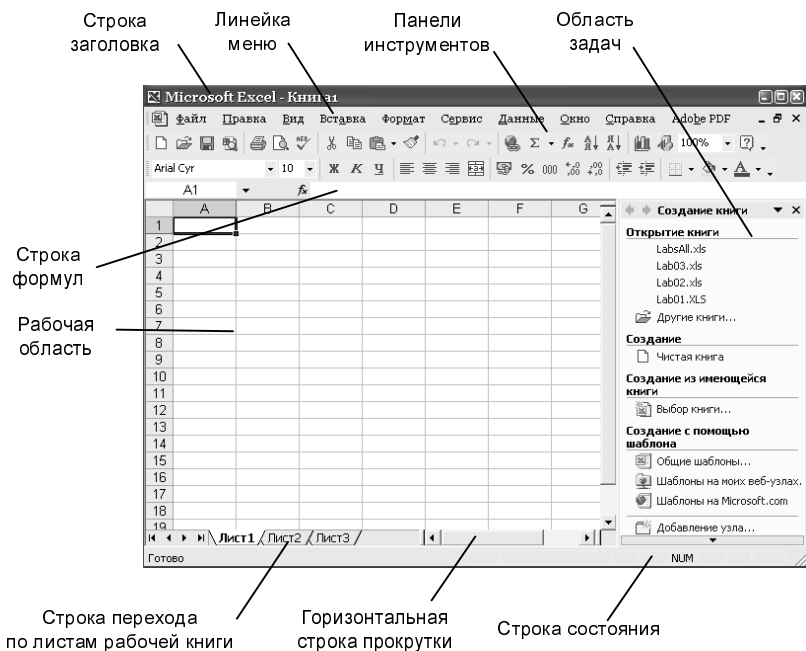 Строка
заголовка
Линейка
меню
Панели
инструментов
Область
задач
Microsoft Excel - Книга1
Файл Правка Вид Вставка Формат Сервис Данные Окно Справка Adobe PDF
100%
Arial Cyr 10 Ж К Ч % 000
A1 fx
A B C D E F G
1
2
3
4
5
6
7
8
9
10
11
12
13
14
15
16
17
18
19
Создание книги
Открытие книги
LabsAll.xls
Lab03.xls
Lab02.xls
Lab01.XLS
Другие книги...
Создание
Чистая книга
Создание из имеющейся
книги
Выбор книги...
Создание с помощью
шаблона
Общие шаблоны...
Шаблоны на моих веб-узлах.
Шаблоны на Microsoft.com
Добавление узла...
Лист1 Лист2 Лист3
Готово NUM
Строка
формул
Рабочая
область
Строка перехода
по листам рабочей книги
Горизонтальная
строка прокрутки
Строка состояния